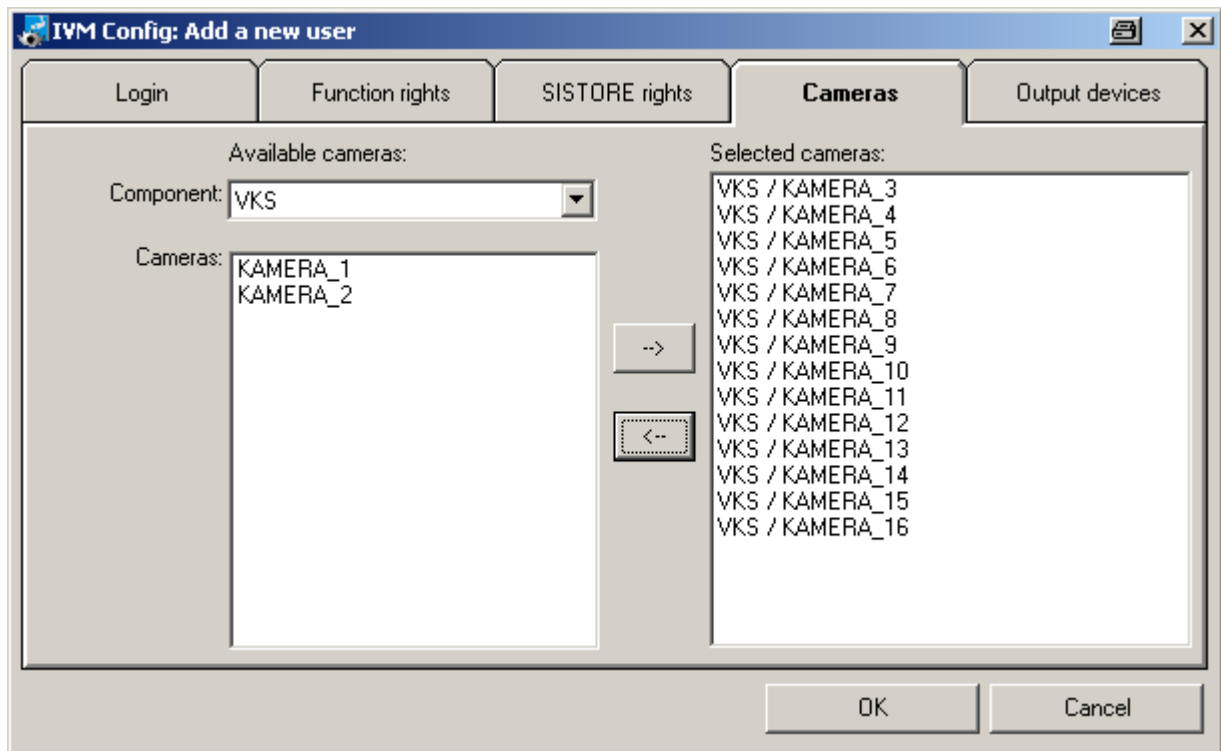 IVM Config: Add a new user
Login
Function rights
SISTORE rights
Cameras
Output devices
Available cameras:
Component:
VKS
Cameras:
KAMERA_1
KAMERA_2
-->
<--
Selected cameras:
VKS / KAMERA_3
VKS / KAMERA_4
VKS / KAMERA_5
VKS / KAMERA_6
VKS / KAMERA_7
VKS / KAMERA_8
VKS / KAMERA_9
VKS / KAMERA_10
VKS / KAMERA_11
VKS / KAMERA_12
VKS / KAMERA_13
VKS / KAMERA_14
VKS / KAMERA_15
VKS / KAMERA_16
OK
Cancel